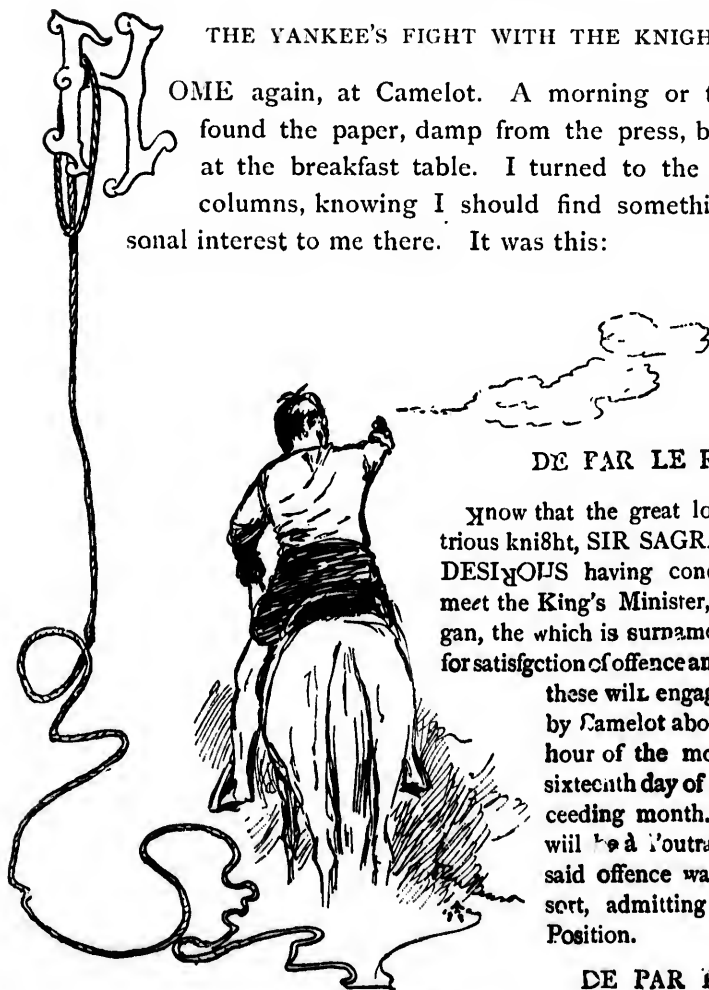 THE YANKEE'S FIGHT WITH THE KNIGH
HOME again, at Camelot. A morning or t
found the paper, damp from the press, b
at the breakfast table. I turned to the
columns, knowing I should find somethi
sonal interest to me there. It was this:
DE PAR LE R
ʞnow that the great lo
trious kni8ht, SIR SAGR
DESIᴚOUS having con
meet the King's Minister,
gan, the which is surname
for satisfgction of offence an
these wilL engag
by Camelot abo
hour of the mo
sixteenth day of
ceeding month.
wiil be à l'outra
said offence wa
sort, admitting
Position.
DE PAR L